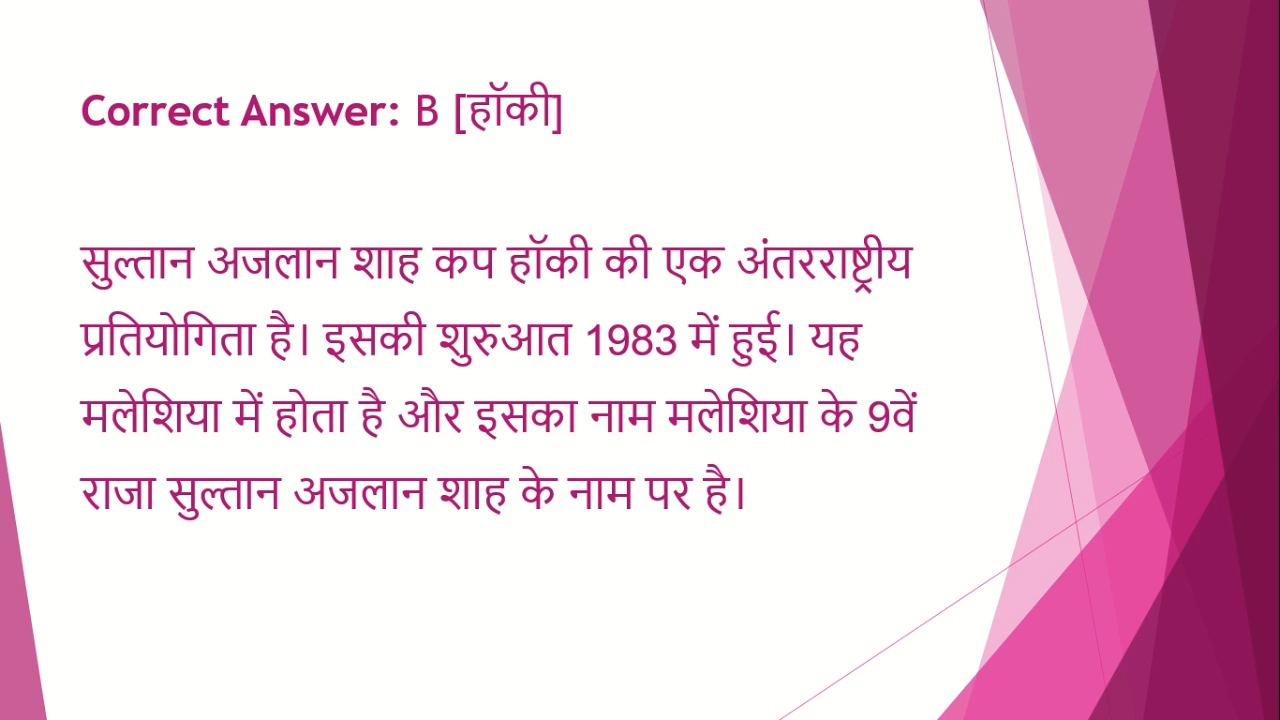 Correct Answer: B [हॉकी]
सुल्तान अजलान शाह कप हॉकी की एक अंतरराष्ट्रीय
प्रतियोगिता है। इसकी शुरुआत 1983 में हुई। यह
मलेशिया में होता है और इसका नाम मलेशिया के 9वें
राजा सुल्तान अजलान शाह के नाम पर है।